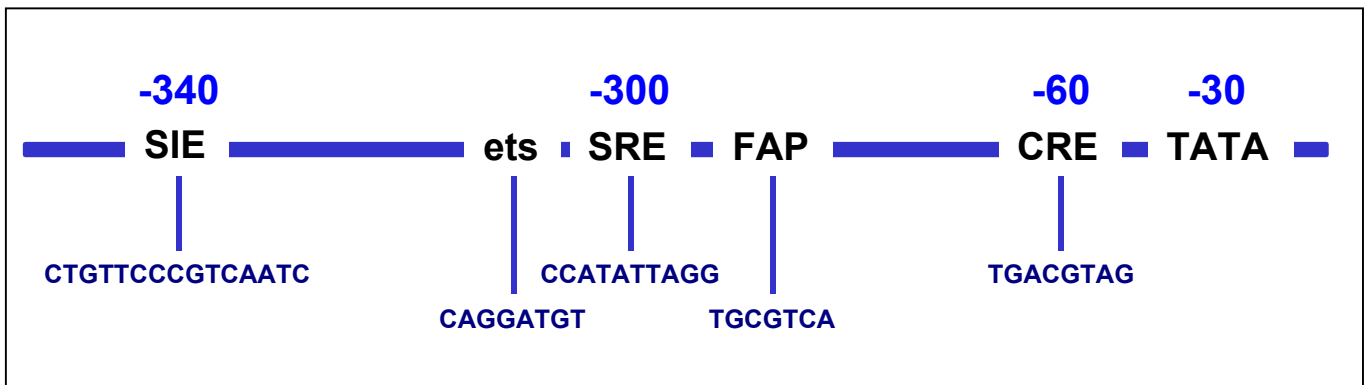 -340 -300 -60 -30
SIE ets SRE FAP CRE TATA
CTGTTCCCGTCAATC CCATATTAGG TGACGTAG
CAGGATGT TGCGTCA